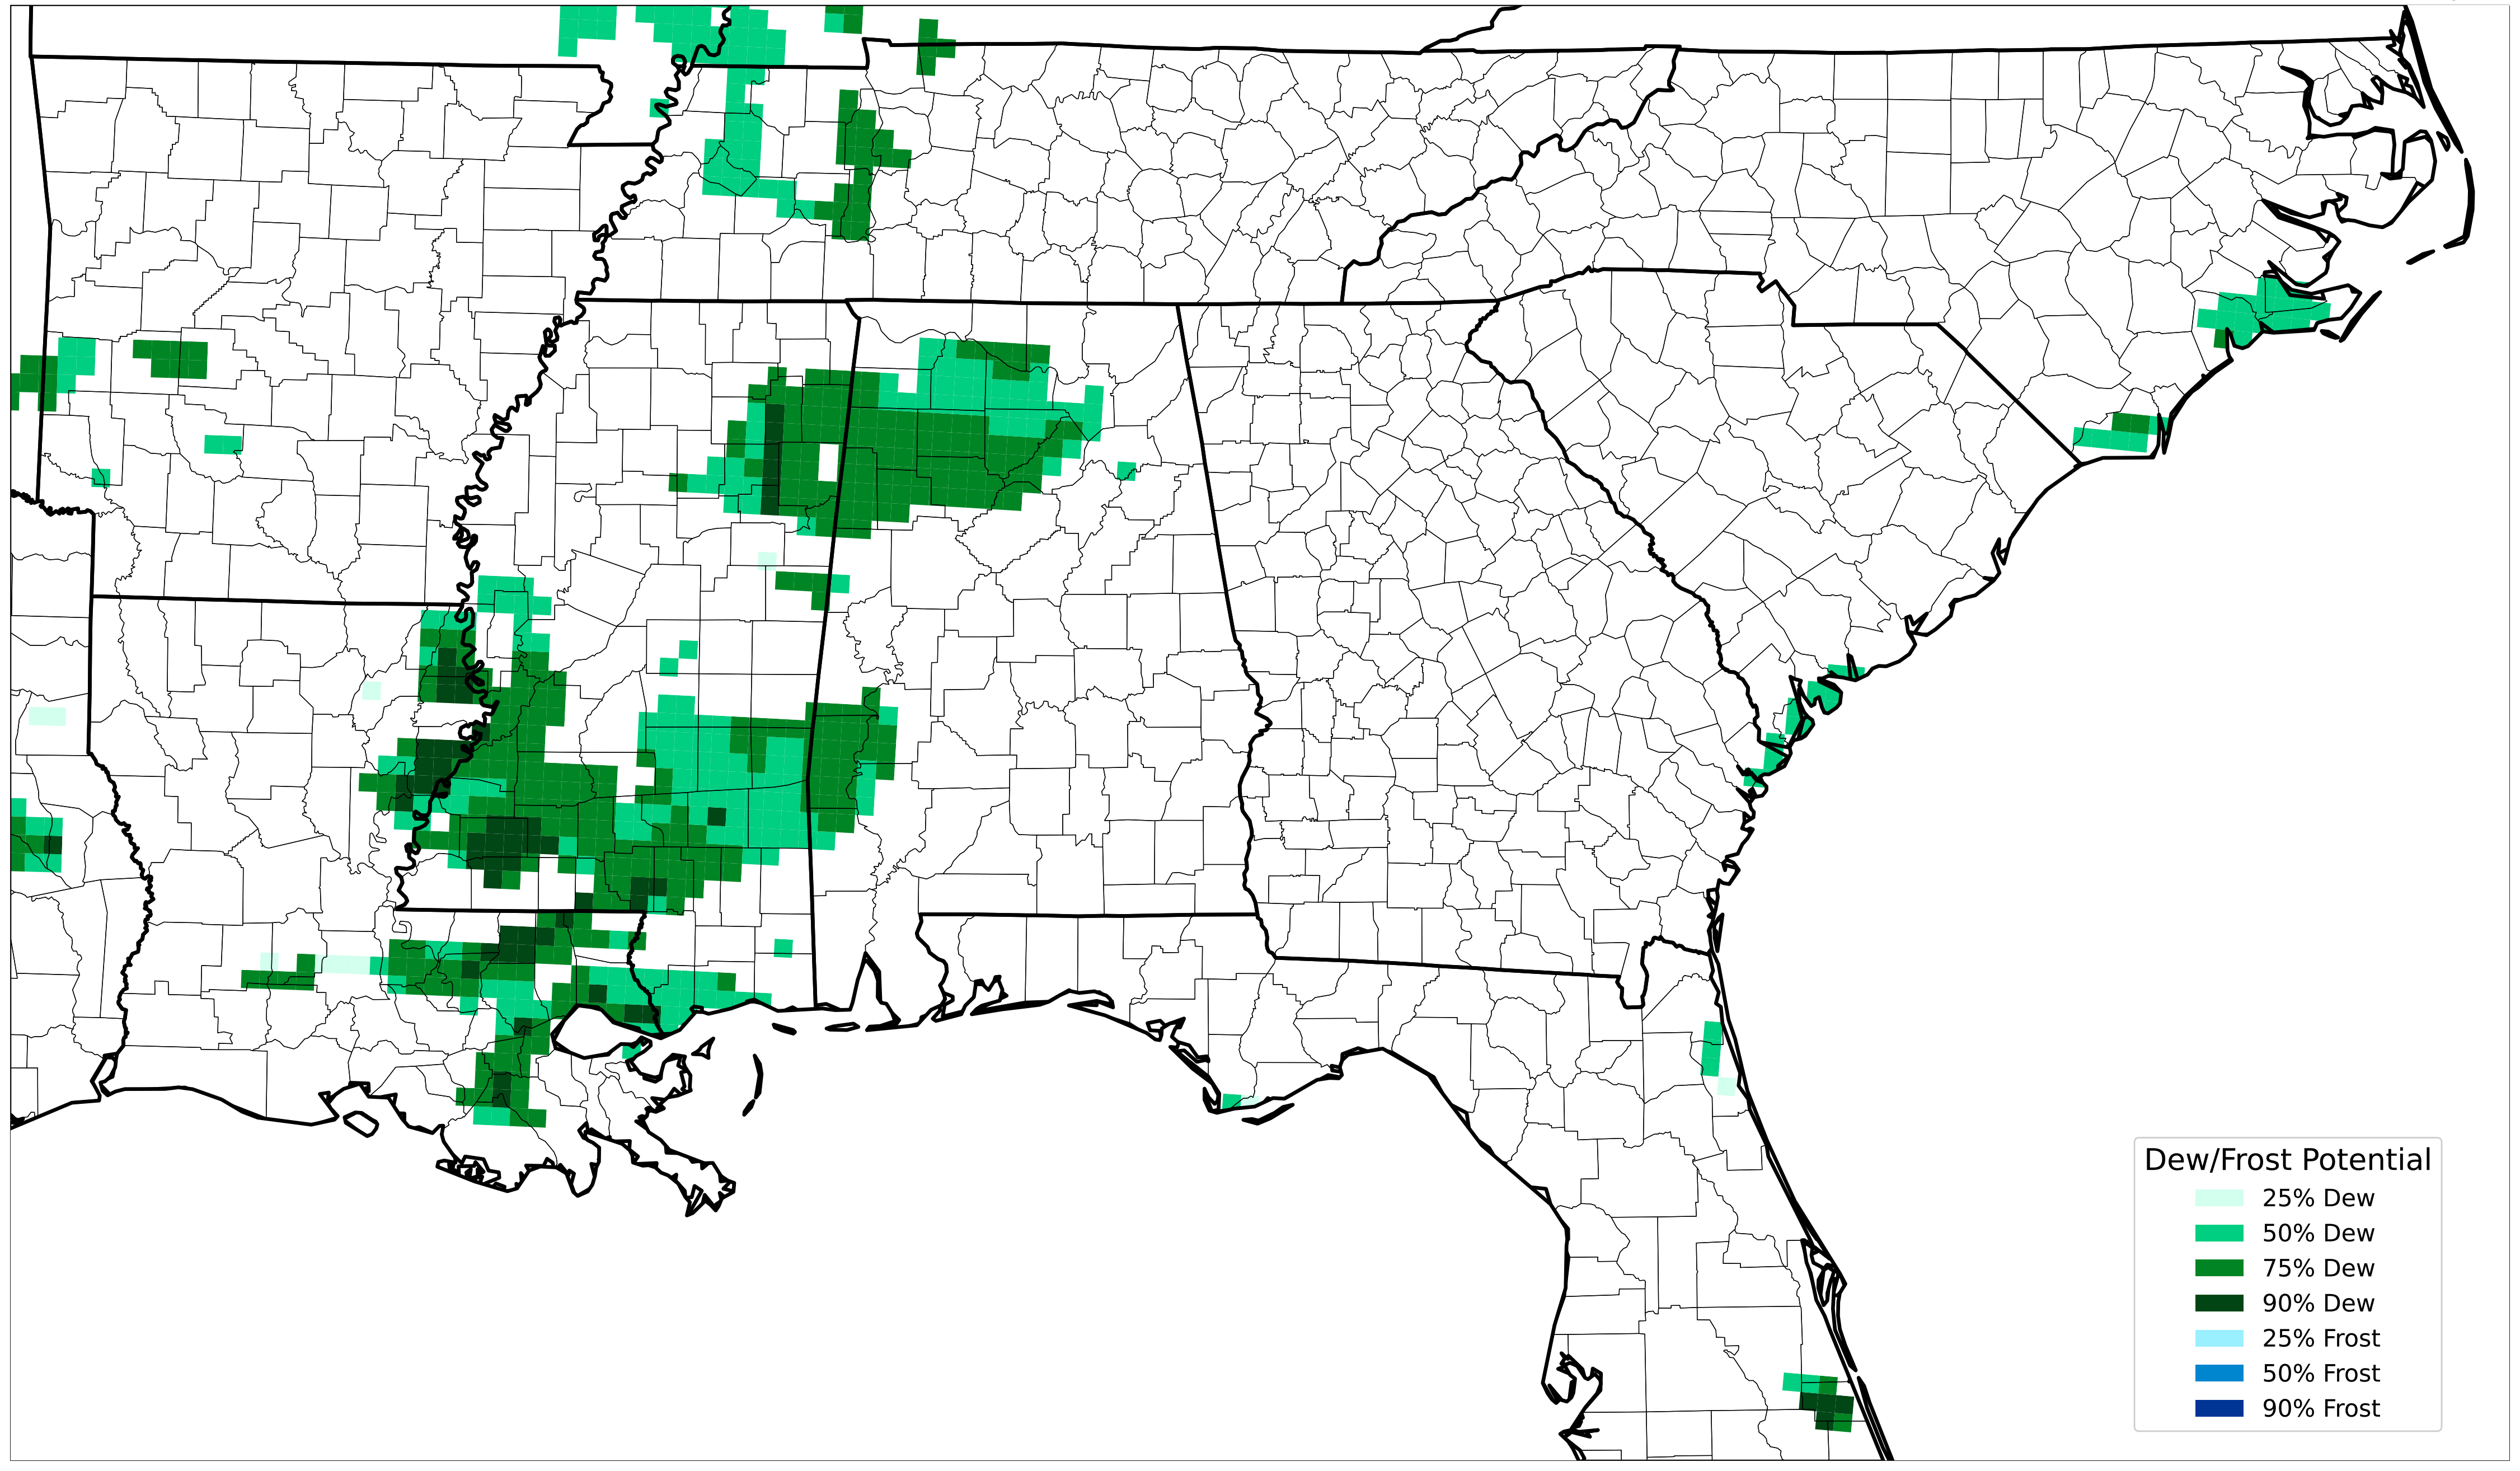 Dew/Frost Potential
25% Dew
50% Dew
75% Dew
90% Dew
25% Frost
50% Frost
90% Frost